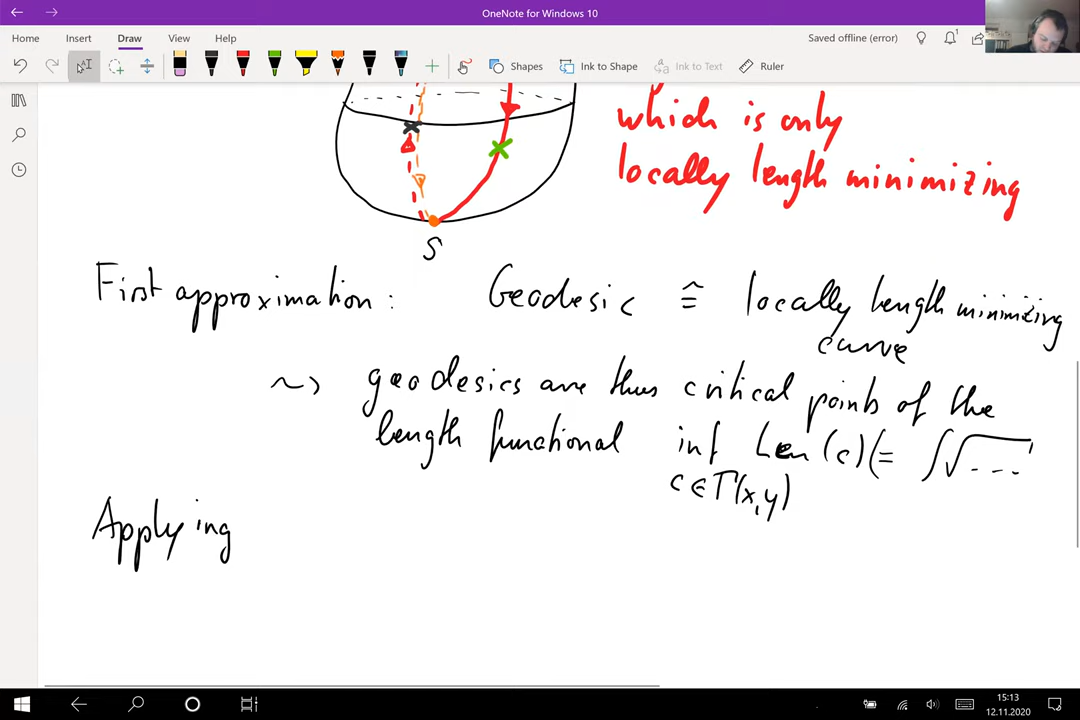 OneNote for Windows 10
Home Insert Draw View Help
Saved offline (error)
Shapes Ink to Shape Ink to Text Ruler
which is only
locally length minimizing
S
First approximation: Geodesic ≙ locally length minimizing
curve
~> geodesics are thus critical points of the
length functional inf Len(c) (= ∫√...
c∈Γ(x,y)
Applying
15:13
12.11.2020